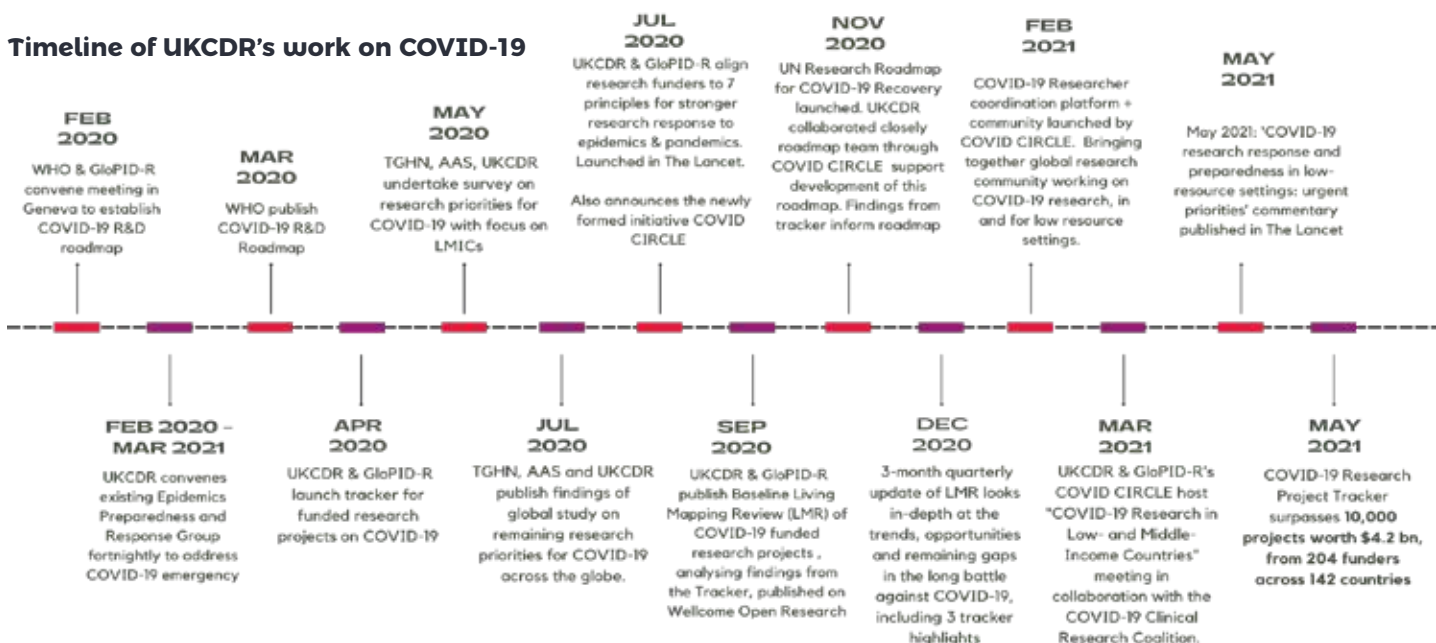 Timeline of UKCDR's work on COVID-19
FEB
2020
WHO & GloPID-R
convene meeting in
Geneva to establish
COVID-19 R&D
roadmap
MAR
2020
WHO publish
COVID-19 R&D
Roadmap
MAY
2020
TGHN, AAS, UKCDR
undertake survey on
research priorities for
COVID-19 with focus on
LMICs
JUL
2020
UKCDR & GloPID-R align
research funders to 7
principles for stronger
research response to
epidemics & pandemics.
Launched in The Lancet.
Also announces the newly
formed initiative COVID
CIRCLE
NOV
2020
UN Research Roadmap
for COVID-19 Recovery
launched. UKCDR
collaborated closely
roadmap team through
COVID CIRCLE support
development of this
roadmap. Findings from
tracker inform roadmap
FEB
2021
COVID-19 Researcher
coordination platform +
community launched by
COVID CIRCLE. Bringing
together global research
community working on
COVID-19 research, in
and for low resource
settings.
MAY
2021
May 2021: 'COVID-19
research response and
preparedness in low-
resource settings: urgent
priorities' commentary
published in The Lancet
FEB 2020 –
MAR 2021
UKCDR convenes
existing Epidemics
Preparedness and
Response Group
fortnightly to address
COVID-19 emergency
APR
2020
UKCDR & GloPID-R
launch tracker for
funded research
projects on COVID-19
JUL
2020
TGHN, AAS and UKCDR
publish findings of
global study on
remaining research
priorities for COVID-19
across the globe.
SEP
2020
UKCDR & GloPID-R
publish Baseline Living
Mapping Review (LMR) of
COVID-19 funded
research projects ,
analysing findings from
the Tracker, published on
Wellcome Open Research
DEC
2020
3-month quarterly
update of LMR looks
in-depth at the
trends, opportunities
and remaining gaps
in the long battle
against COVID-19,
including 3 tracker
highlights
MAR
2021
UKCDR & GloPID-R's
COVID CIRCLE host
"COVID-19 Research in
Low- and Middle-
Income Countries"
meeting in
collaboration with the
COVID-19 Clinical
Research Coalition.
MAY
2021
COVID-19 Research
Project Tracker
surpasses 10,000
projects worth $4.2 bn,
from 204 funders
across 142 countries